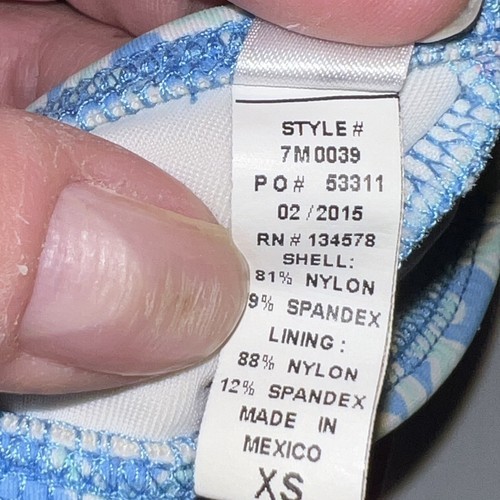 STYLE #
7M0039
PO# 53311
02/2015
RN# 134578
SHELL:
81% NYLON
9% SPANDEX
LINING:
88% NYLON
12% SPANDEX
MADE IN
MEXICO
XS